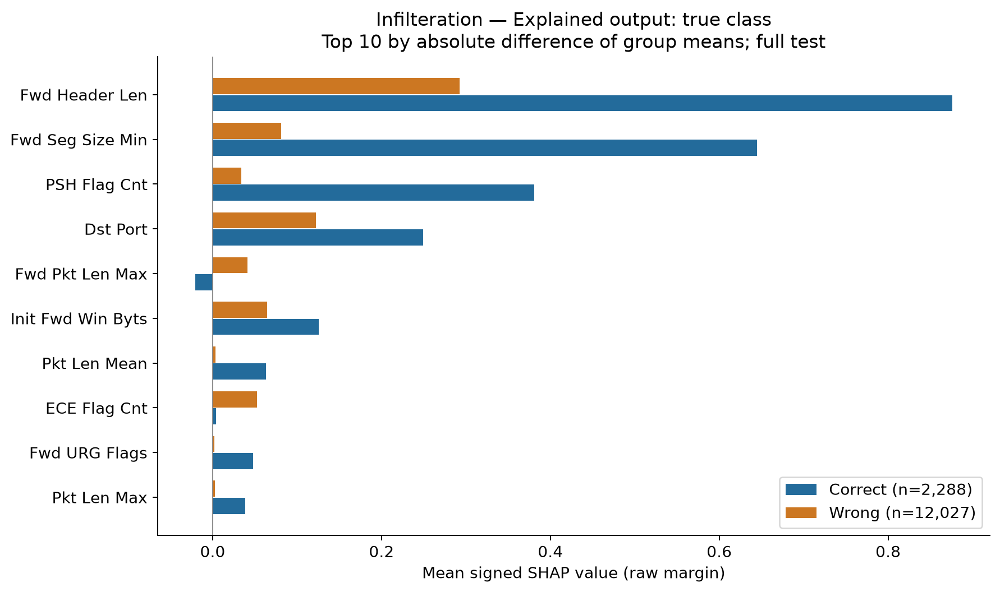 Infilteration — Explained output: true class
Top 10 by absolute difference of group means; full test
Fwd Header Len
Fwd Seg Size Min
PSH Flag Cnt
Dst Port
Fwd Pkt Len Max
Init Fwd Win Byts
Pkt Len Mean
ECE Flag Cnt
Fwd URG Flags
Pkt Len Max
Correct (n=2,288)
Wrong (n=12,027)
0.0 0.2 0.4 0.6 0.8
Mean signed SHAP value (raw margin)